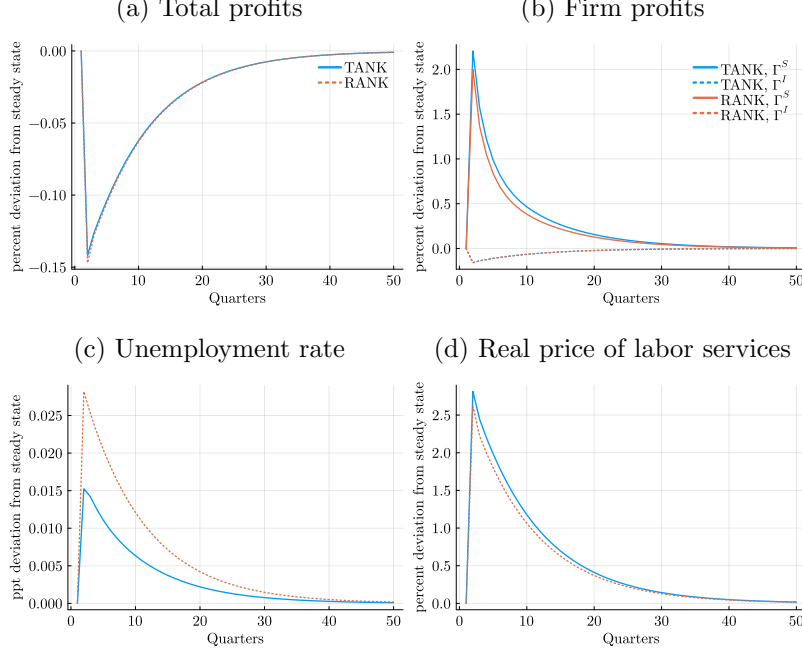 (a) Total profits
(b) Firm profits
percent deviation from steady state
0.00
−0.05
−0.10
−0.15
TANK
RANK
0
10
20
30
40
50
Quarters
percent deviation from steady state
2.0
1.5
1.0
0.5
0.0
TANK, Γ^S
TANK, Γ^I
RANK, Γ^S
RANK, Γ^I
0
10
20
30
40
50
Quarters
(c) Unemployment rate
(d) Real price of labor services
ppt deviation from steady state
0.025
0.020
0.015
0.010
0.005
0.000
0
10
20
30
40
50
Quarters
percent deviation from steady state
2.5
2.0
1.5
1.0
0.5
0.0
0
10
20
30
40
50
Quarters